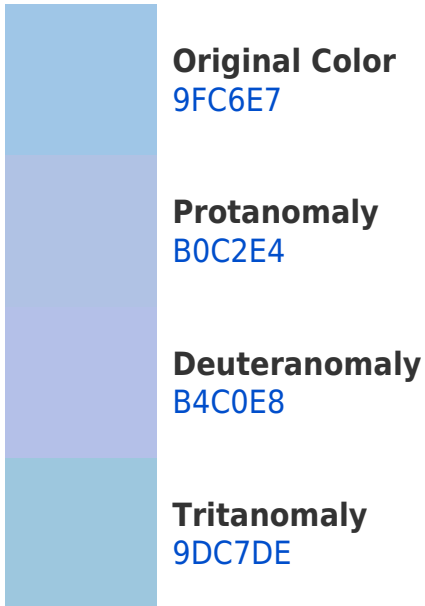 Original Color
9FC6E7
Protanomaly
B0C2E4
Deuteranomaly
B4C0E8
Tritanomaly
9DC7DE